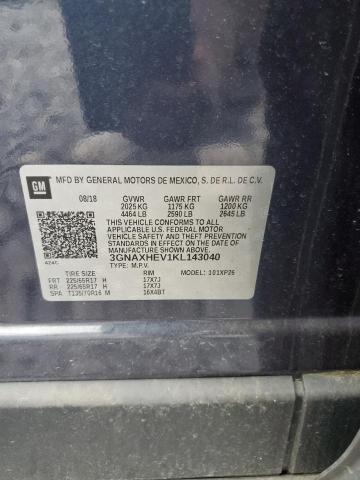 GM
MFD BY GENERAL MOTORS DE MEXICO, S. DE R.L. DE C.V.
08/18 GVWR GAWR FRT GAWR RR
2025 KG 1175 KG 1200 KG
4464 LB 2590 LB 2645 LB
THIS VEHICLE CONFORMS TO ALL
APPLICABLE U.S. FEDERAL MOTOR
VEHICLE SAFETY, BUMPER, AND THEFT
PREVENTION STANDARDS IN EFFECT ON THE
DATE OF MANUFACTURE SHOWN ABOVE.
3GNAXHEV1KL143040
424C TYPE: M.P.V.
TIRE SIZE RIM 101XP26
FRT 225/65R17 H 17X7J
RR 225/65R17 H 17X7J
SPA T135/70R16 M 16X4BT